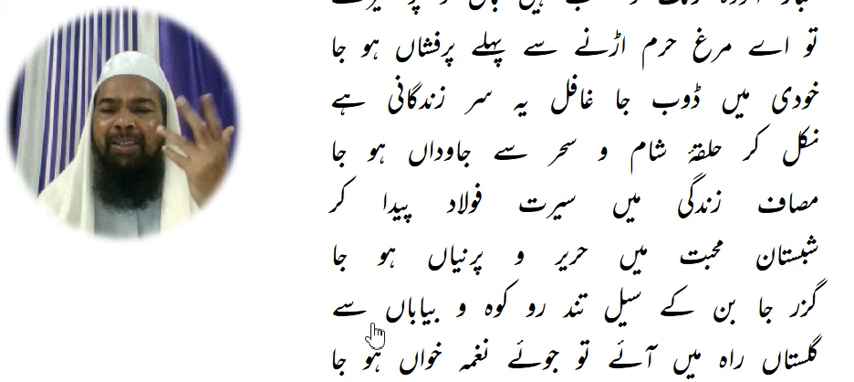 تو اے مرغ حرم اڑنے سے پہلے پرفشاں ہو جا
خودی میں ڈوب جا غافل یہ سر زندگانی ہے
نکل کر حلقۂ شام و سحر سے جاوداں ہو جا
مصاف زندگی میں سیرت فولاد پیدا کر
شبستان محبت میں حریر و پرنیاں ہو جا
گزر جا بن کے سیل تند رو کوہ و بیاباں سے
گلستاں راہ میں آئے تو جوئے نغمہ خواں ہو جا